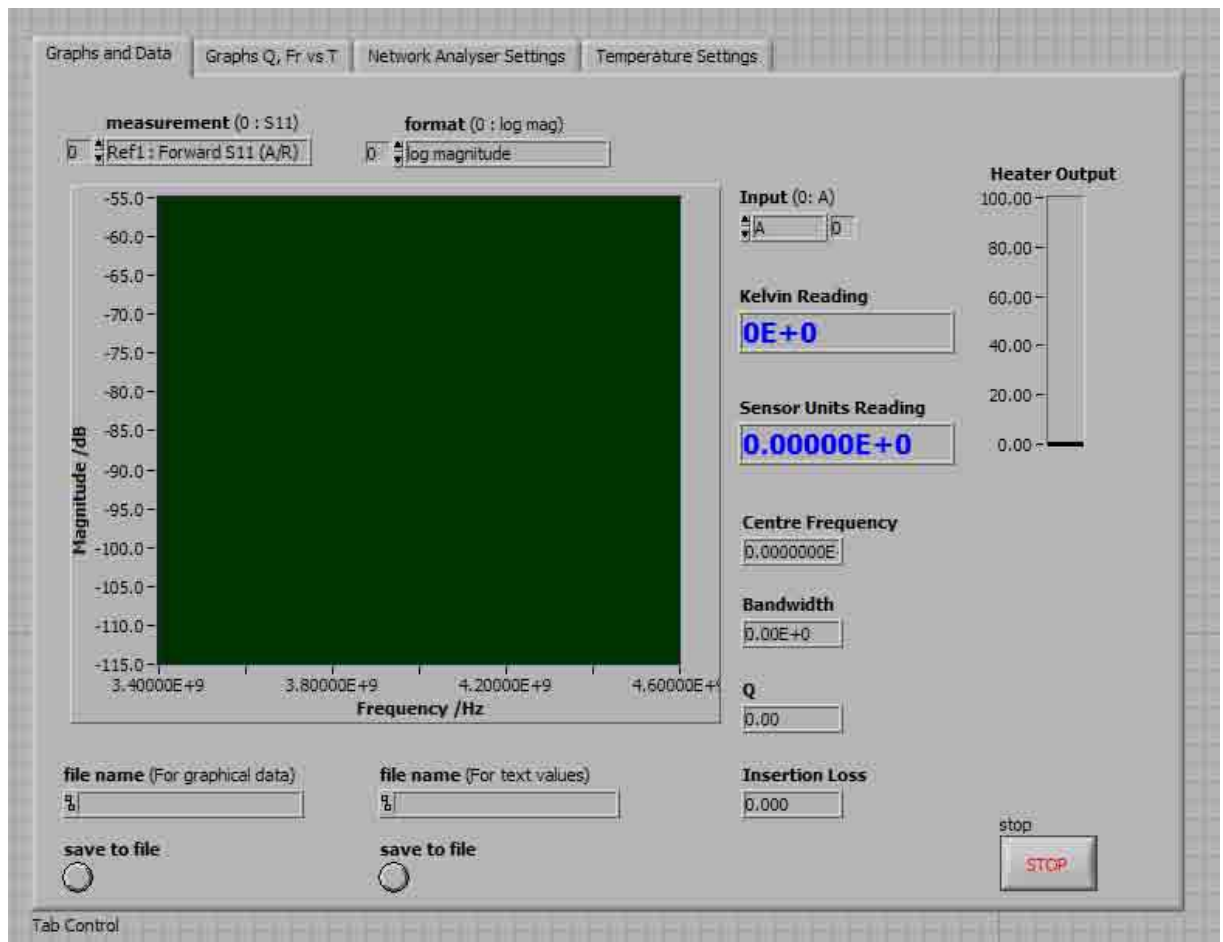 Graphs and Data
Graphs Q, Fr vs T
Network Analyser Settings
Temperature Settings
measurement (0 : S11)
0 Ref1 : Forward S11 (A/R)
format (0 : log mag)
0 log magnitude
-55.0
-60.0
-65.0
-70.0
-75.0
-80.0
-85.0
-90.0
-95.0
-100.0
-105.0
-110.0
-115.0
Magnitude /dB
3.40000E+9 3.80000E+9 4.20000E+9 4.60000E+9
Frequency /Hz
Input (0: A)
A 0
Kelvin Reading
0E+0
Sensor Units Reading
0.00000E+0
Centre Frequency
0.0000000E
Bandwidth
0.00E+0
Q
0.00
Insertion Loss
0.000
Heater Output
100.00
80.00
60.00
40.00
20.00
0.00
file name (For graphical data)
save to file
file name (For text values)
save to file
stop
STOP
Tab Control